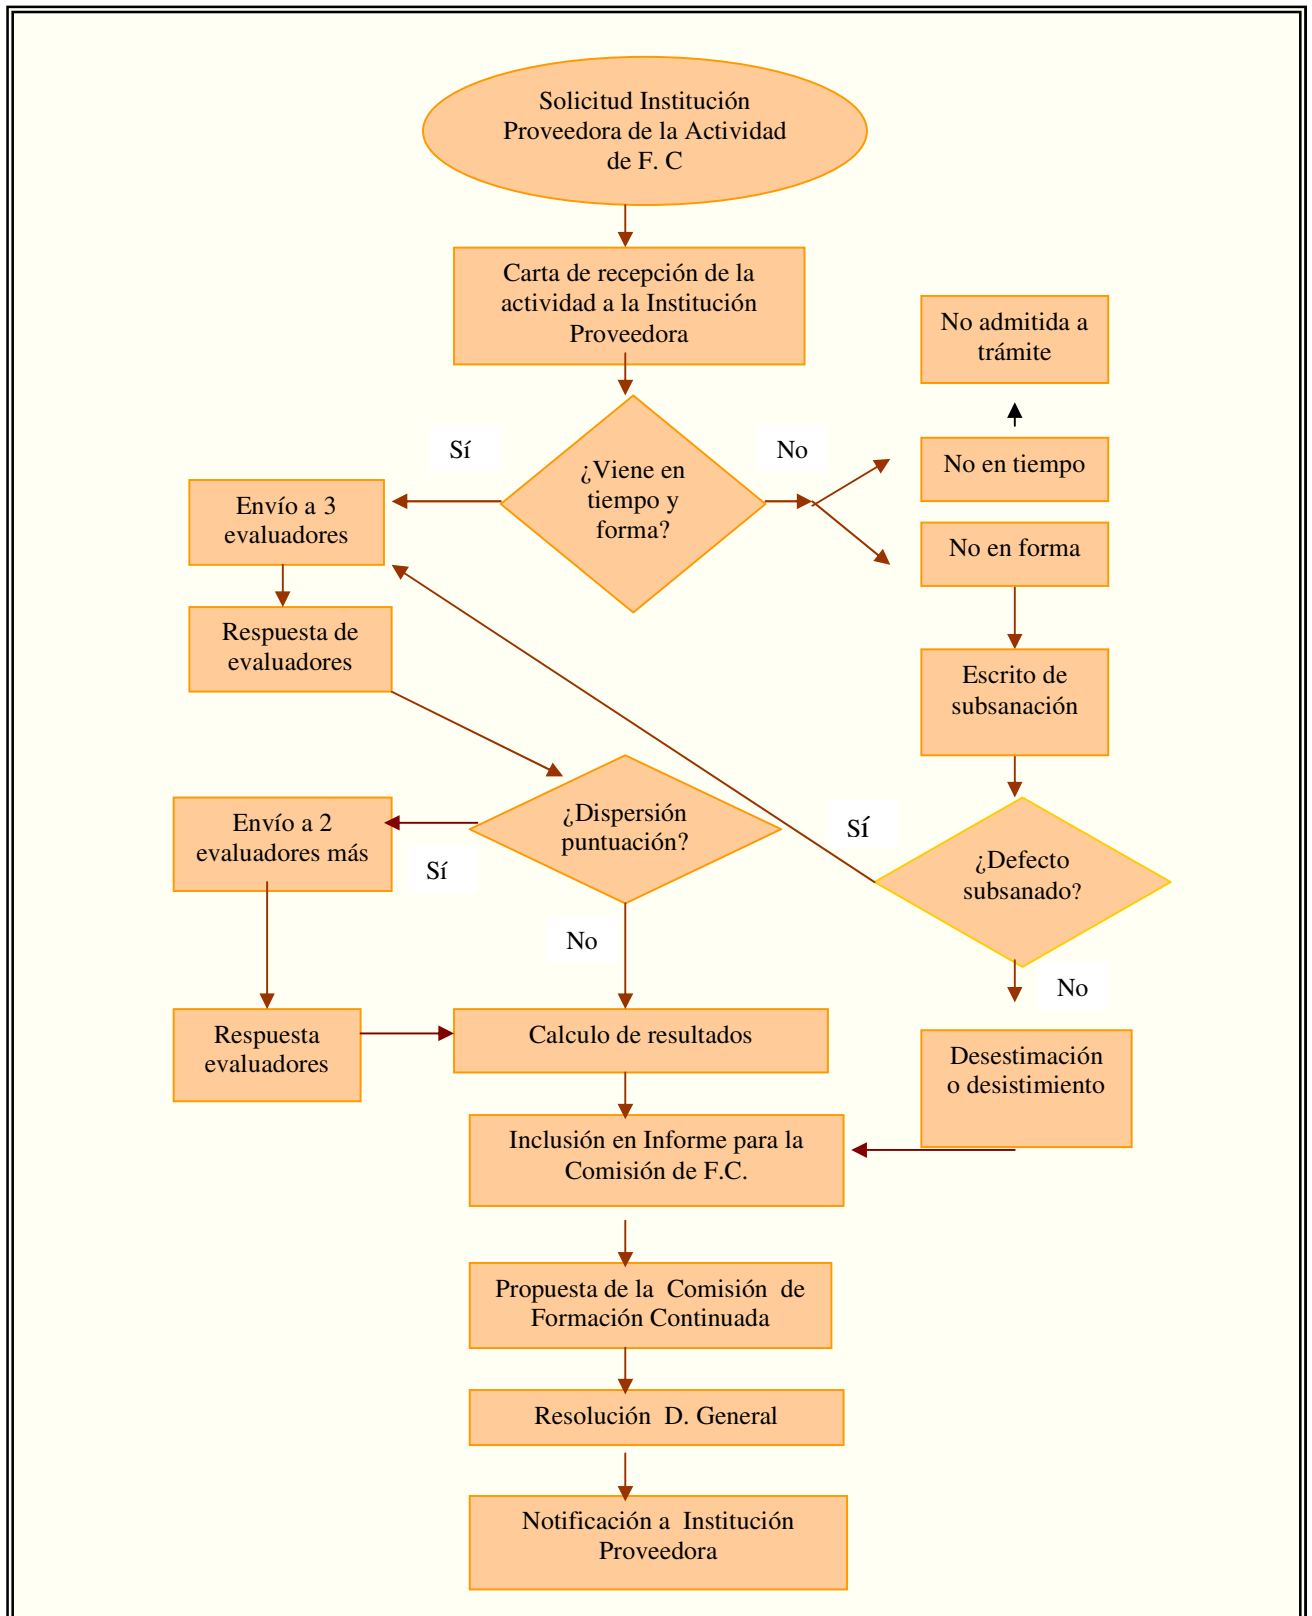 Solicitud Institución
Proveedora de la Actividad
de F. C
Carta de recepción de la
actividad a la Institución
Proveedora
No admitida a
trámite
Sí
No
¿Viene en
tiempo y
forma?
No en tiempo
Envío a 3
evaluadores
No en forma
Respuesta de
evaluadores
Escrito de
subsanación
Envío a 2
evaluadores más
¿Dispersión
puntuación?
Sí
Sí
¿Defecto
subsanado?
No
No
Respuesta
evaluadores
Calculo de resultados
Desestimación
o desistimiento
Inclusión en Informe para la
Comisión de F.C.
Propuesta de la Comisión de
Formación Continuada
Resolución D. General
Notificación a Institución
Proveedora